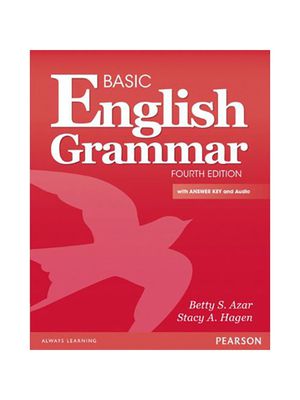 BASIC
English
Grammar
FOURTH EDITION
with ANSWER KEY and Audio
Betty S. Azar
Stacy A. Hagen
ALWAYS LEARNING
PEARSON